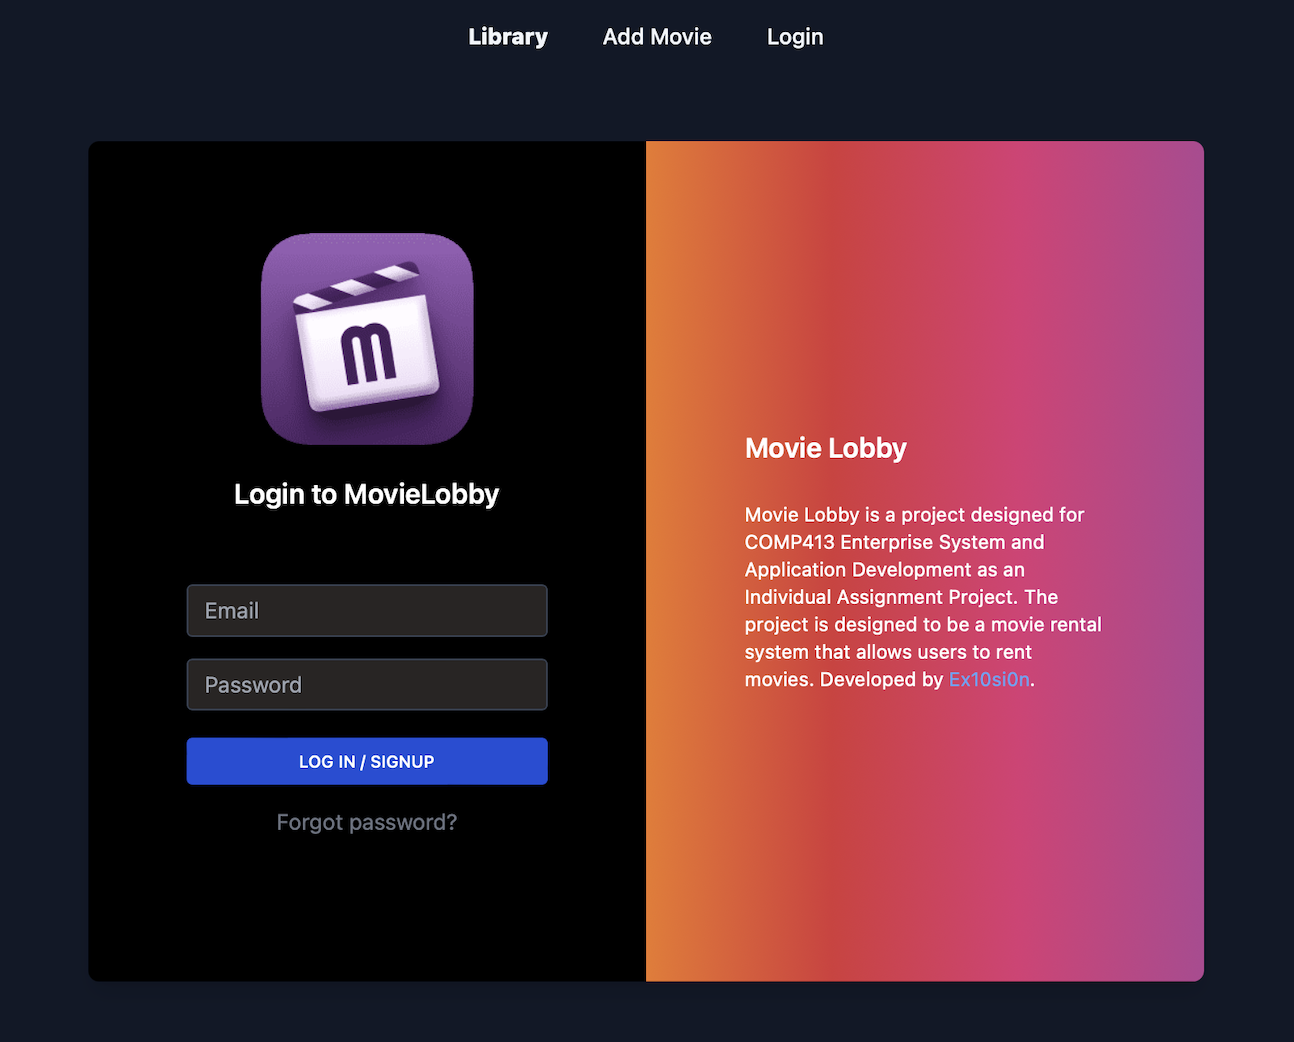 Library Add Movie Login
m
Login to MovieLobby
Email
Password
LOG IN / SIGNUP
Forgot password?
Movie Lobby
Movie Lobby is a project designed for
COMP413 Enterprise System and
Application Development as an
Individual Assignment Project. The
project is designed to be a movie rental
system that allows users to rent
movies. Developed by Ex10si0n.